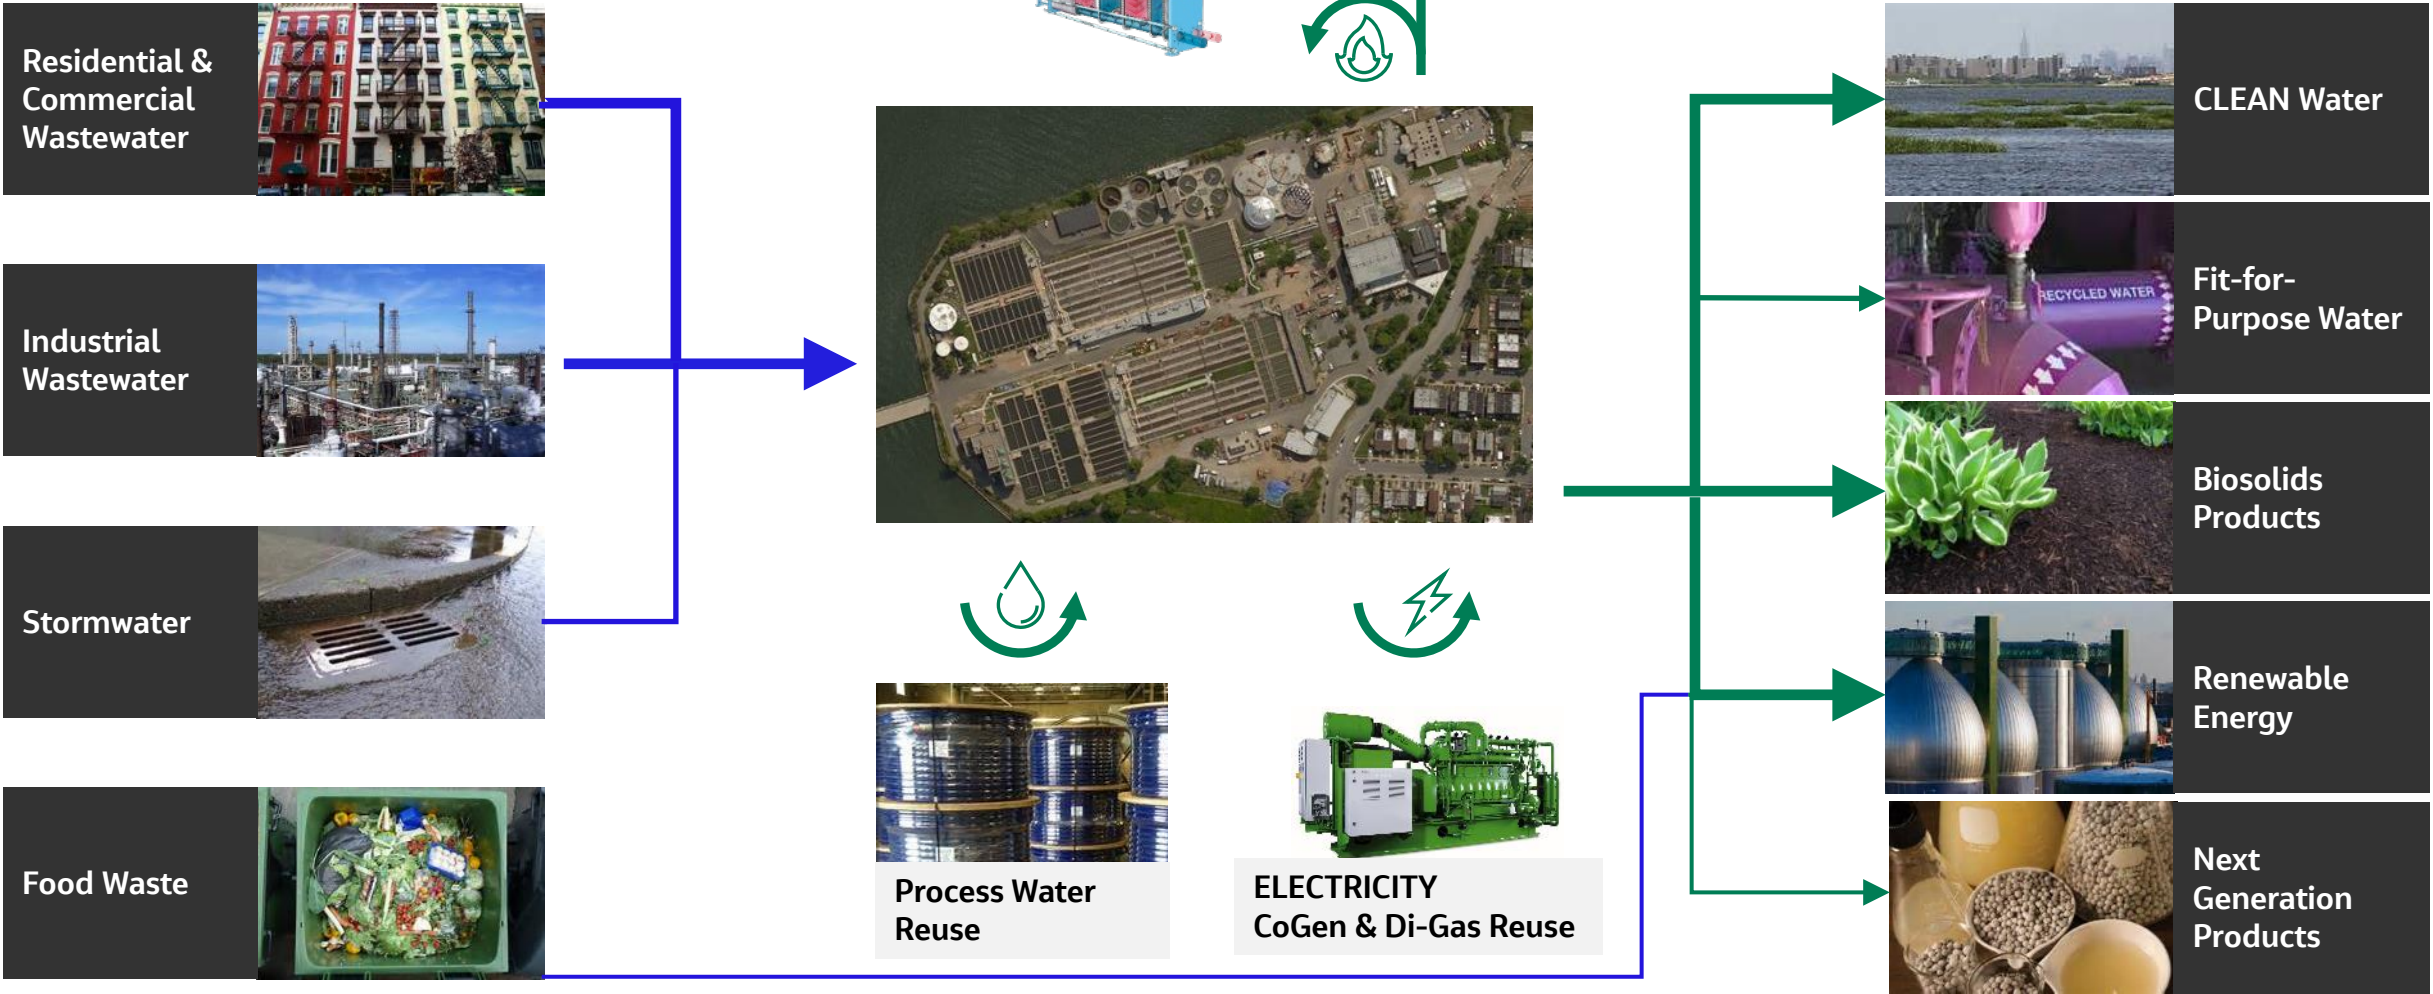 Residential &
Commercial
Wastewater
Industrial
Wastewater
Stormwater
Food Waste
Process Water
Reuse
ELECTRICITY
CoGen & Di-Gas Reuse
CLEAN Water
RECYCLED WATER
Fit-for-
Purpose Water
Biosolids
Products
Renewable
Energy
Next
Generation
Products